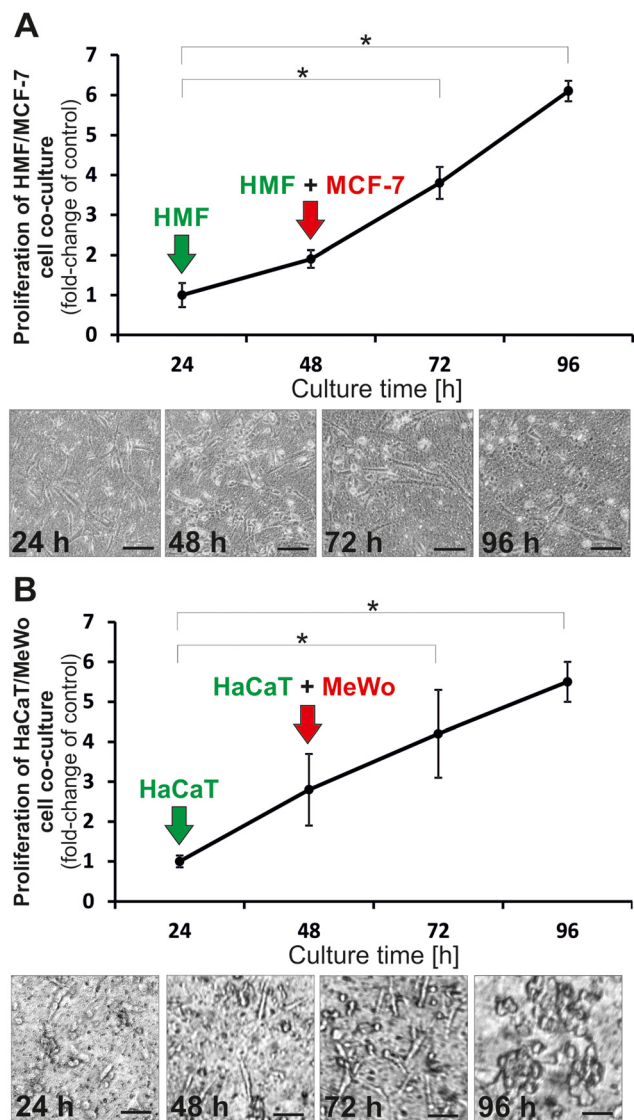 A
Proliferation of HMF/MCF-7
cell co-culture
(fold-change of control)
7
6
5
4
3
2
1
0
*
*
HMF + MCF-7
HMF
24 48 72 96
Culture time [h]
24 h 48 h 72 h 96 h
B
Proliferation of HaCaT/MeWo
cell co-culture
(fold-change of control)
7
6
5
4
3
2
1
0
*
*
HaCaT + MeWo
HaCaT
24 48 72 96
Culture time [h]
24 h 48 h 72 h 96 h